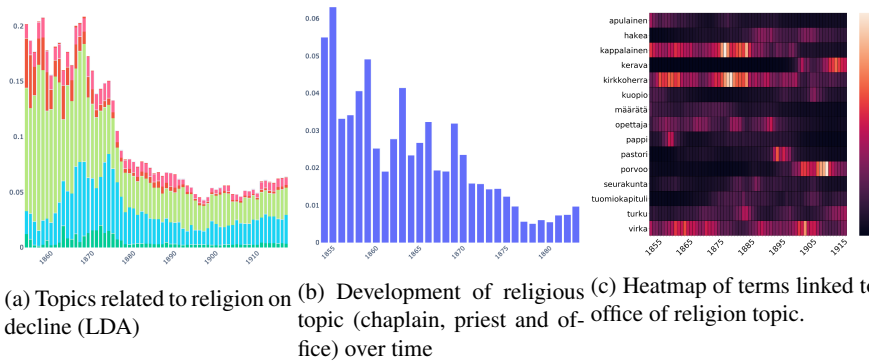 0.2
0.15
0.1
0.05
0
1860
1870
1880
1890
1900
1910
(a) Topics related to religion on
decline (LDA)
0.06
0.05
0.04
0.03
0.02
0.01
0
1855
1860
1865
1870
1875
1880
(b) Development of religious
topic (chaplain, priest and of-
fice) over time
apulainen
hakea
kappalainen
kerava
kirkkoherra
kuopio
määrätä
opettaja
pappi
pastori
porvoo
seurakunta
tuomiokapituli
turku
virka
1855
1865
1875
1885
1895
1905
1915
(c) Heatmap of terms linked to
office of religion topic.